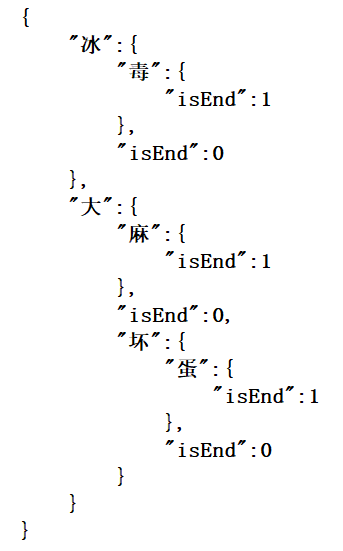 {
"冰":{
"毒":{
"isEnd":1
},
"isEnd":0
},
"大":{
"麻":{
"isEnd":1
},
"isEnd":0,
"坏":{
"蛋":{
"isEnd":1
},
"isEnd":0
}
}
}